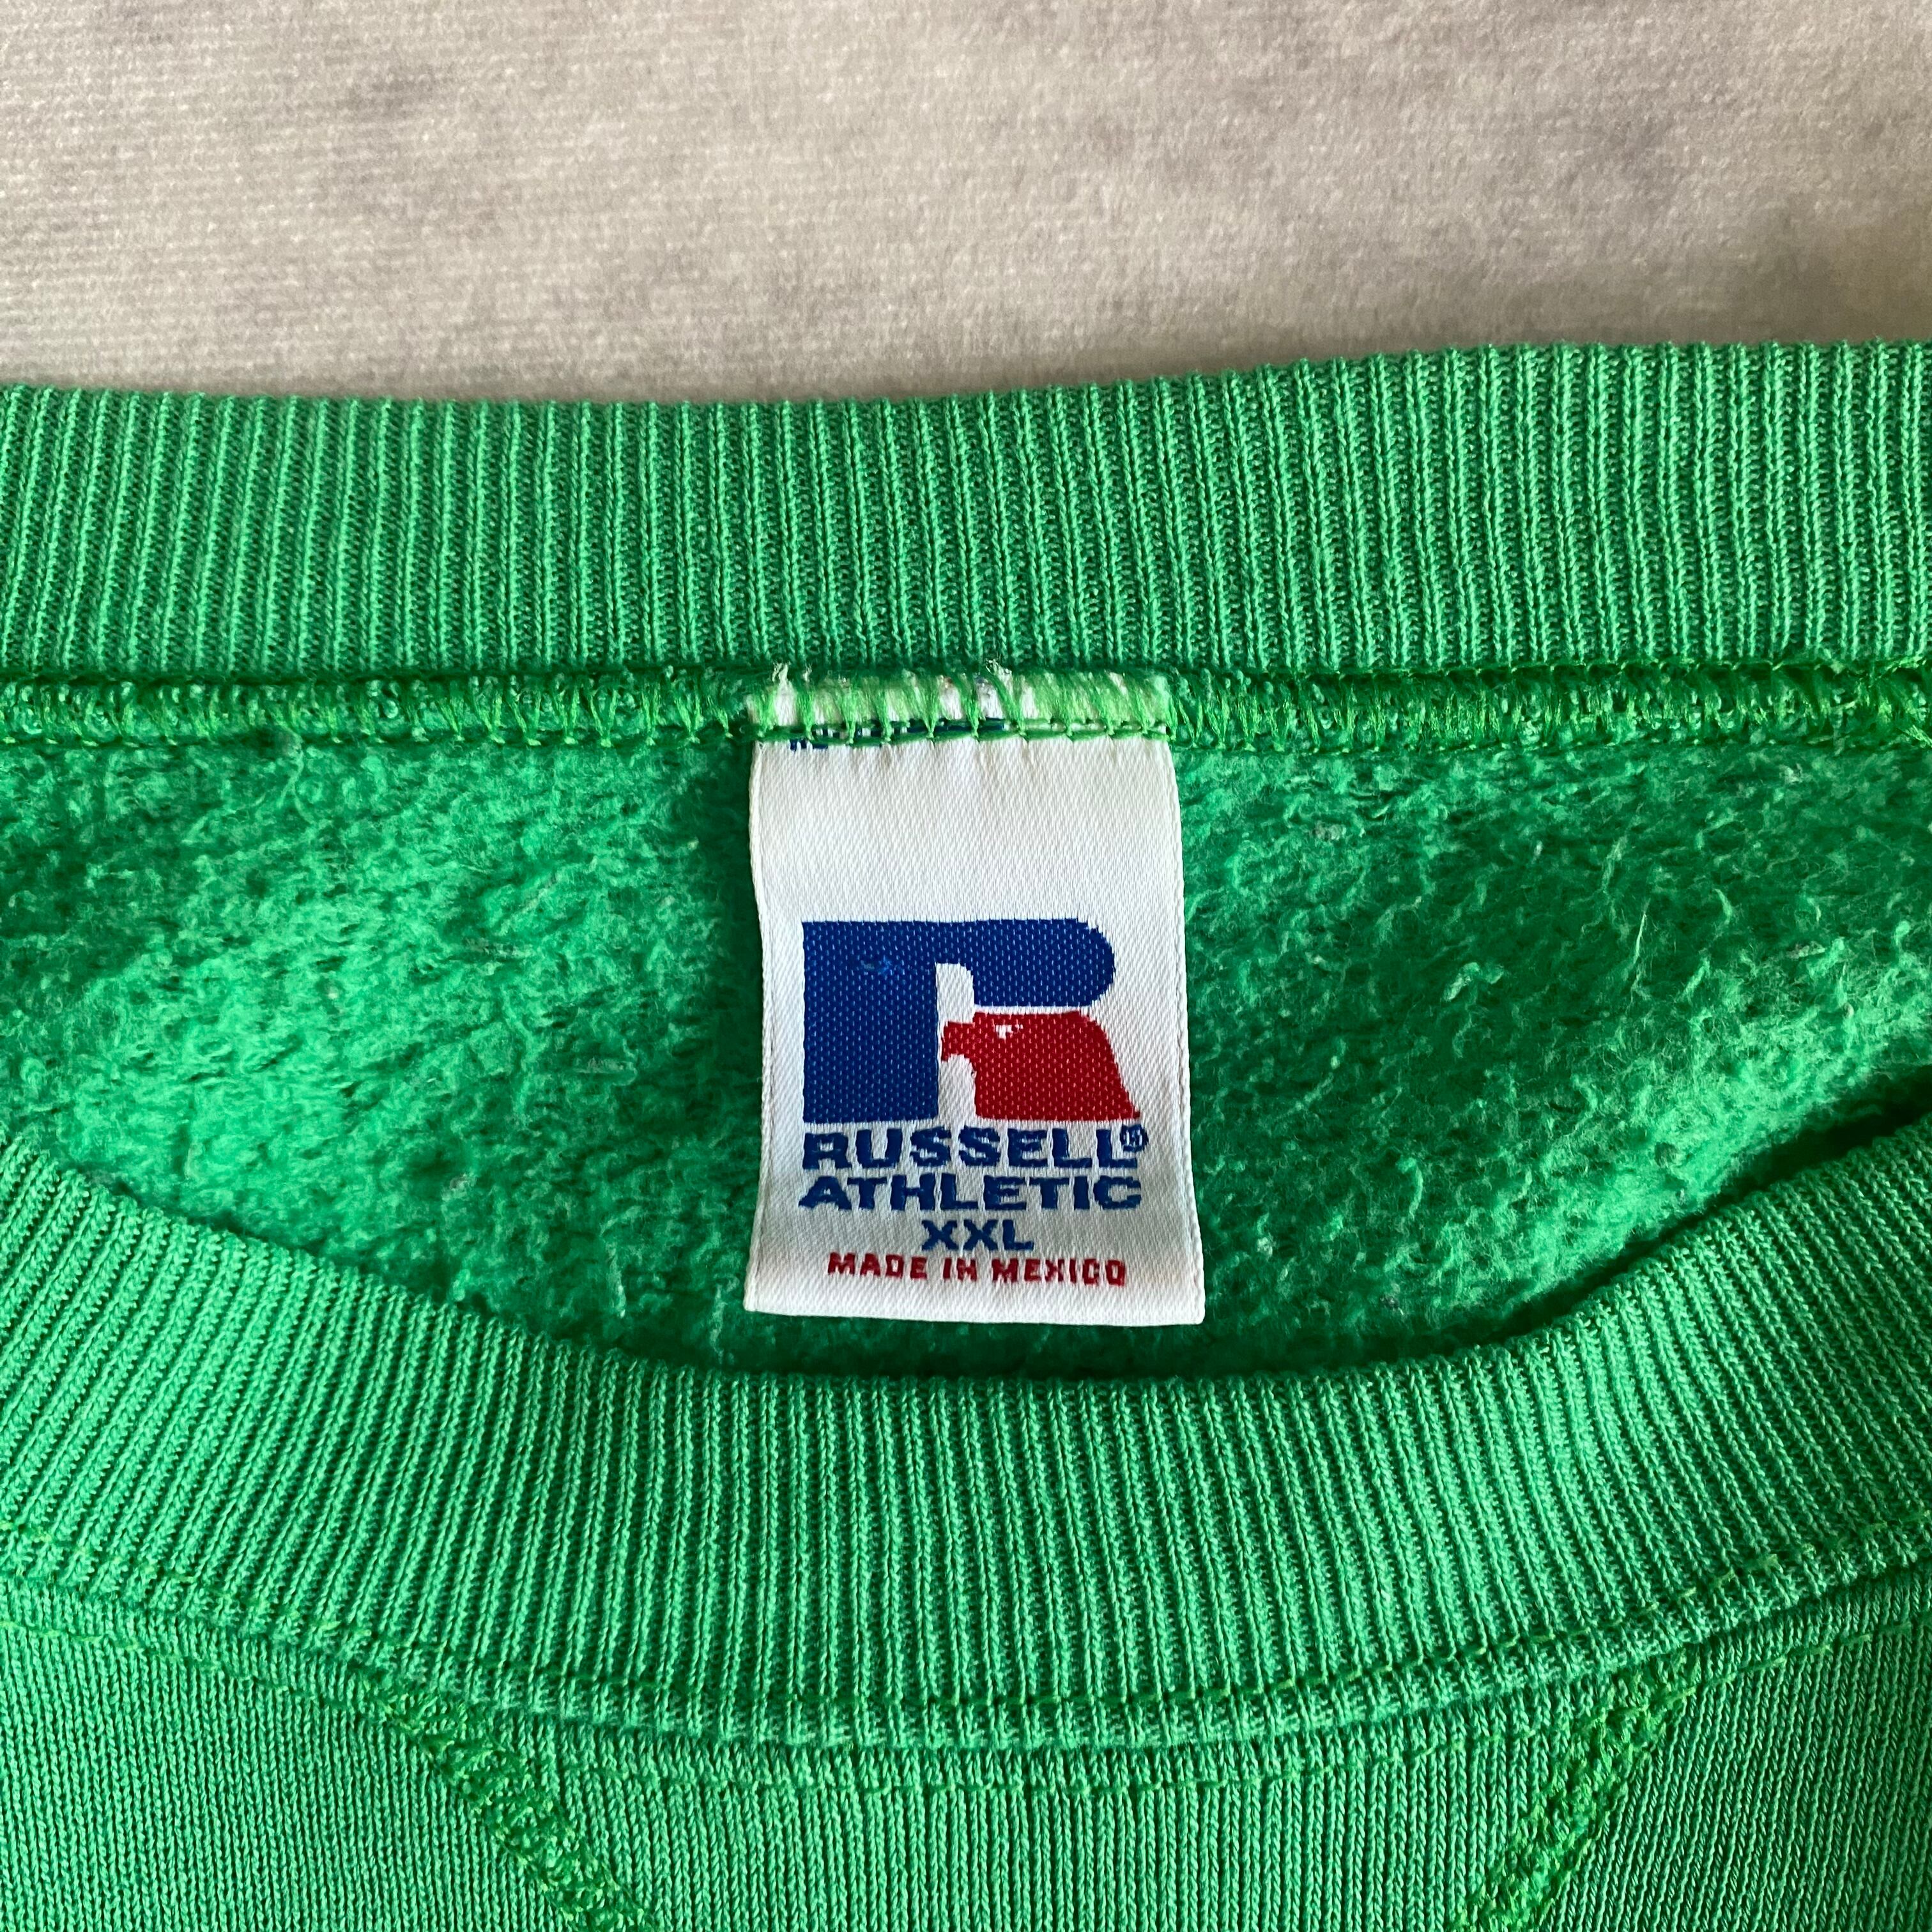 RUSSELL®
ATHLETIC
XXL
MADE IN MEXICO